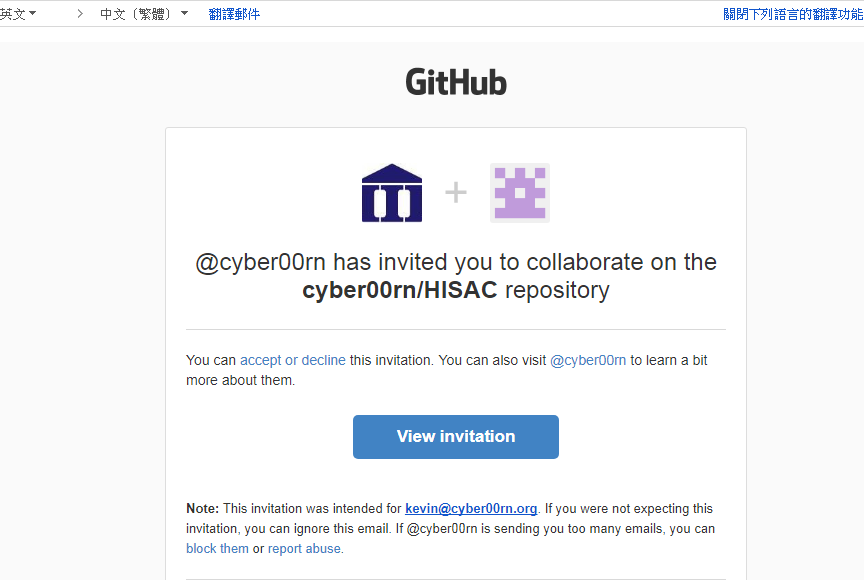 英文 > 中文（繁體） 翻譯郵件 關閉下列語言的翻譯功能
GitHub
@cyber00rn has invited you to collaborate on the
cyber00rn/HISAC repository
You can accept or decline this invitation. You can also visit @cyber00rn to learn a bit
more about them.
View invitation
Note: This invitation was intended for kevin@cyber00rn.org. If you were not expecting this
invitation, you can ignore this email. If @cyber00rn is sending you too many emails, you can
block them or report abuse.